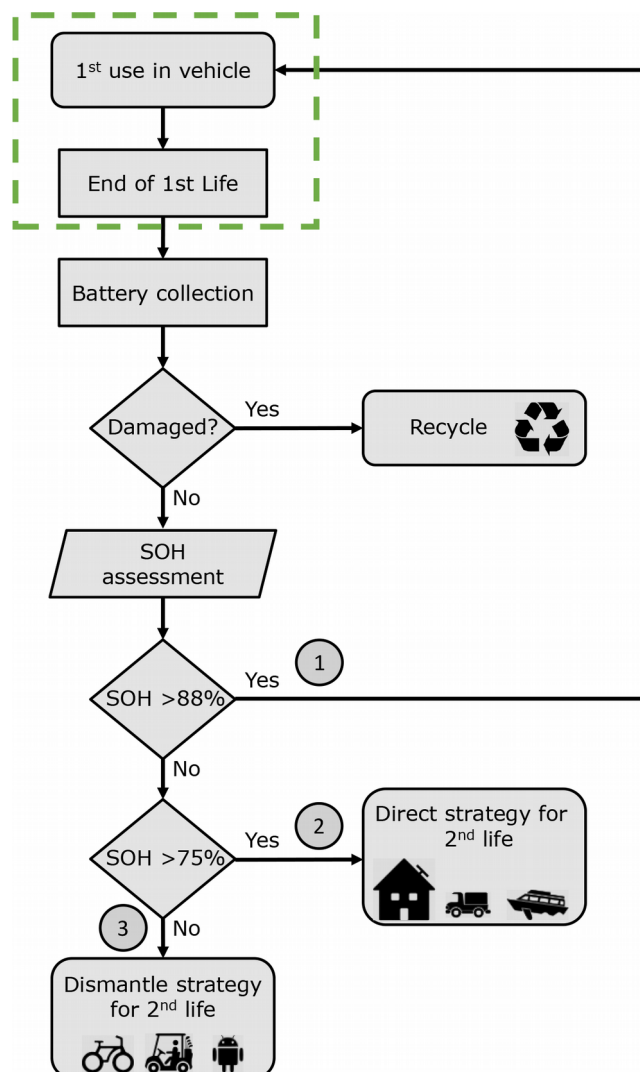 1st use in vehicle
End of 1st Life
Battery collection
Damaged?
Yes
Recycle
No
SOH
assessment
SOH >88%
Yes
1
No
SOH >75%
Yes
2
Direct strategy for
2nd life
3
No
Dismantle strategy
for 2nd life